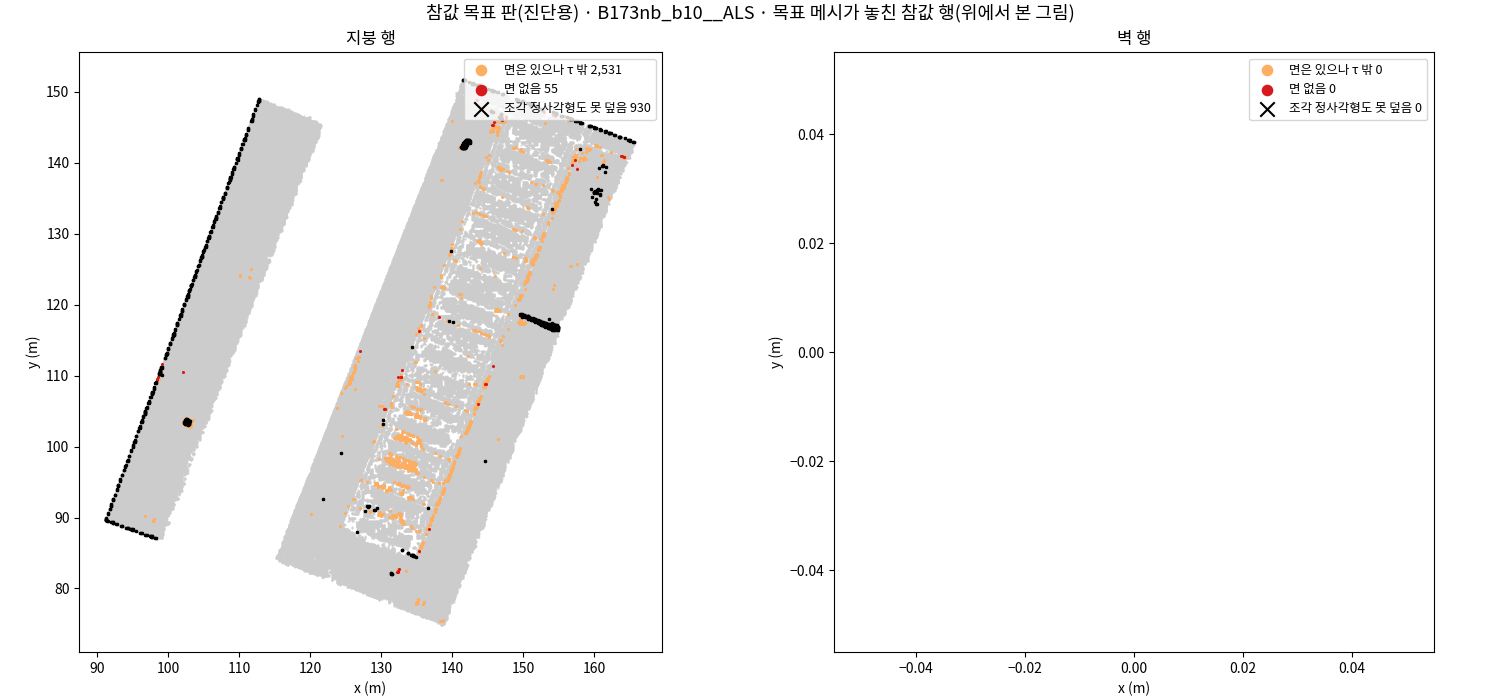 참값 목표 판(진단용) · B173nb_b10__ALS · 목표 메시가 놓친 참값 행(위에서 본 그림)
지붕 행
면은 있으나 τ 밖 2,531
면 없음 55
조각 정사각형도 못 덮음 930
150
140
130
120
110
100
90
80
y (m)
90 100 110 120 130 140 150 160
x (m)
벽 행
면은 있으나 τ 밖 0
면 없음 0
조각 정사각형도 못 덮음 0
0.04
0.02
0.00
−0.02
−0.04
y (m)
−0.04 −0.02 0.00 0.02 0.04
x (m)